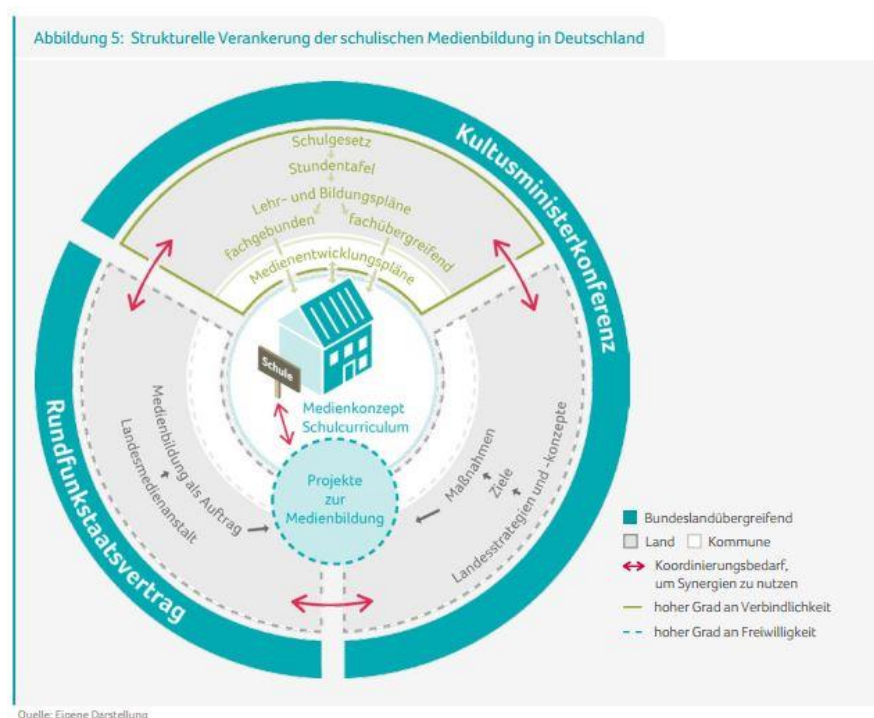 Abbildung 5: Strukturelle Verankerung der schulischen Medienbildung in Deutschland
Kultusministerkonferenz
Schulgesetz
Stundentafel
Lehr- und Bildungspläne
Fachgebunden
Fachübergreifend
Medienentwicklungspläne
Schule
Medienkonzept
Schulcurriculum
Projekte
zur
Medienbildung
Rundfunkstaatsvertrag
Medienbildung als Auftrag
Landesmedienanstalt
Maßnahmen
Ziele
Landesstrategien und -konzepte
Bundeslandübergreifend
Land
Kommune
Koordinierungsbedarf,
um Synergien zu nutzen
hoher Grad an Verbindlichkeit
hoher Grad an Freiwilligkeit
Quelle: Eigene Darstellung